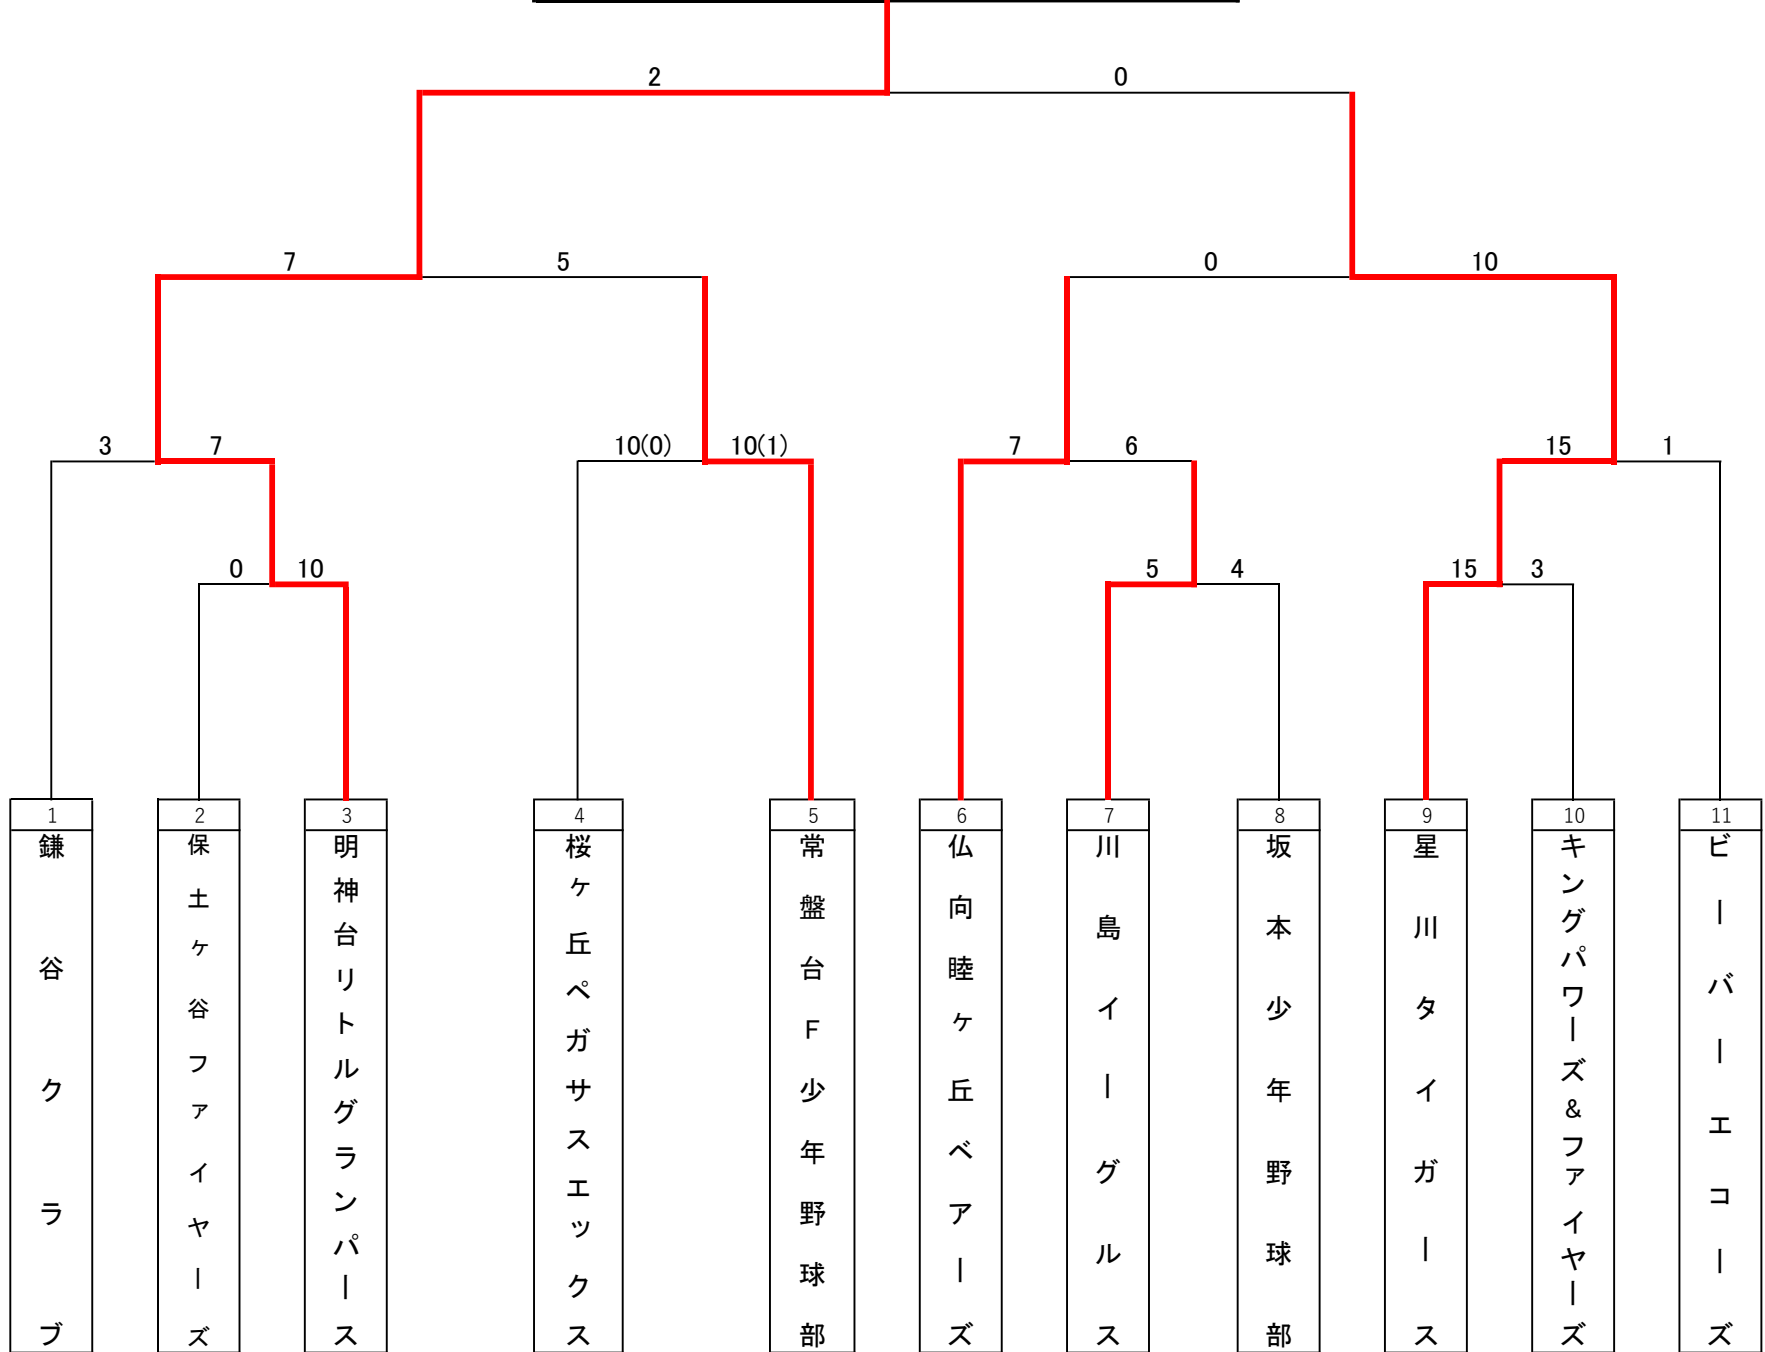 2 0
7 5 0 10
3 7 10(0) 10(1) 7 6 15 1
0 10 5 4 15 3
1 2 3 4 5 6 7 8 9 10 11
鎌谷クラブ
保土ヶ谷ファイヤーズ
明神台リトルグランパース
桜ヶ丘ペガサスエックス
常盤台F少年野球部
仏向睦ヶ丘ベアーズ
川島イーグルス
坂本少年野球部
星川タイガース
キングパワーズ&ファイヤーズ
ビーバーエコーズ